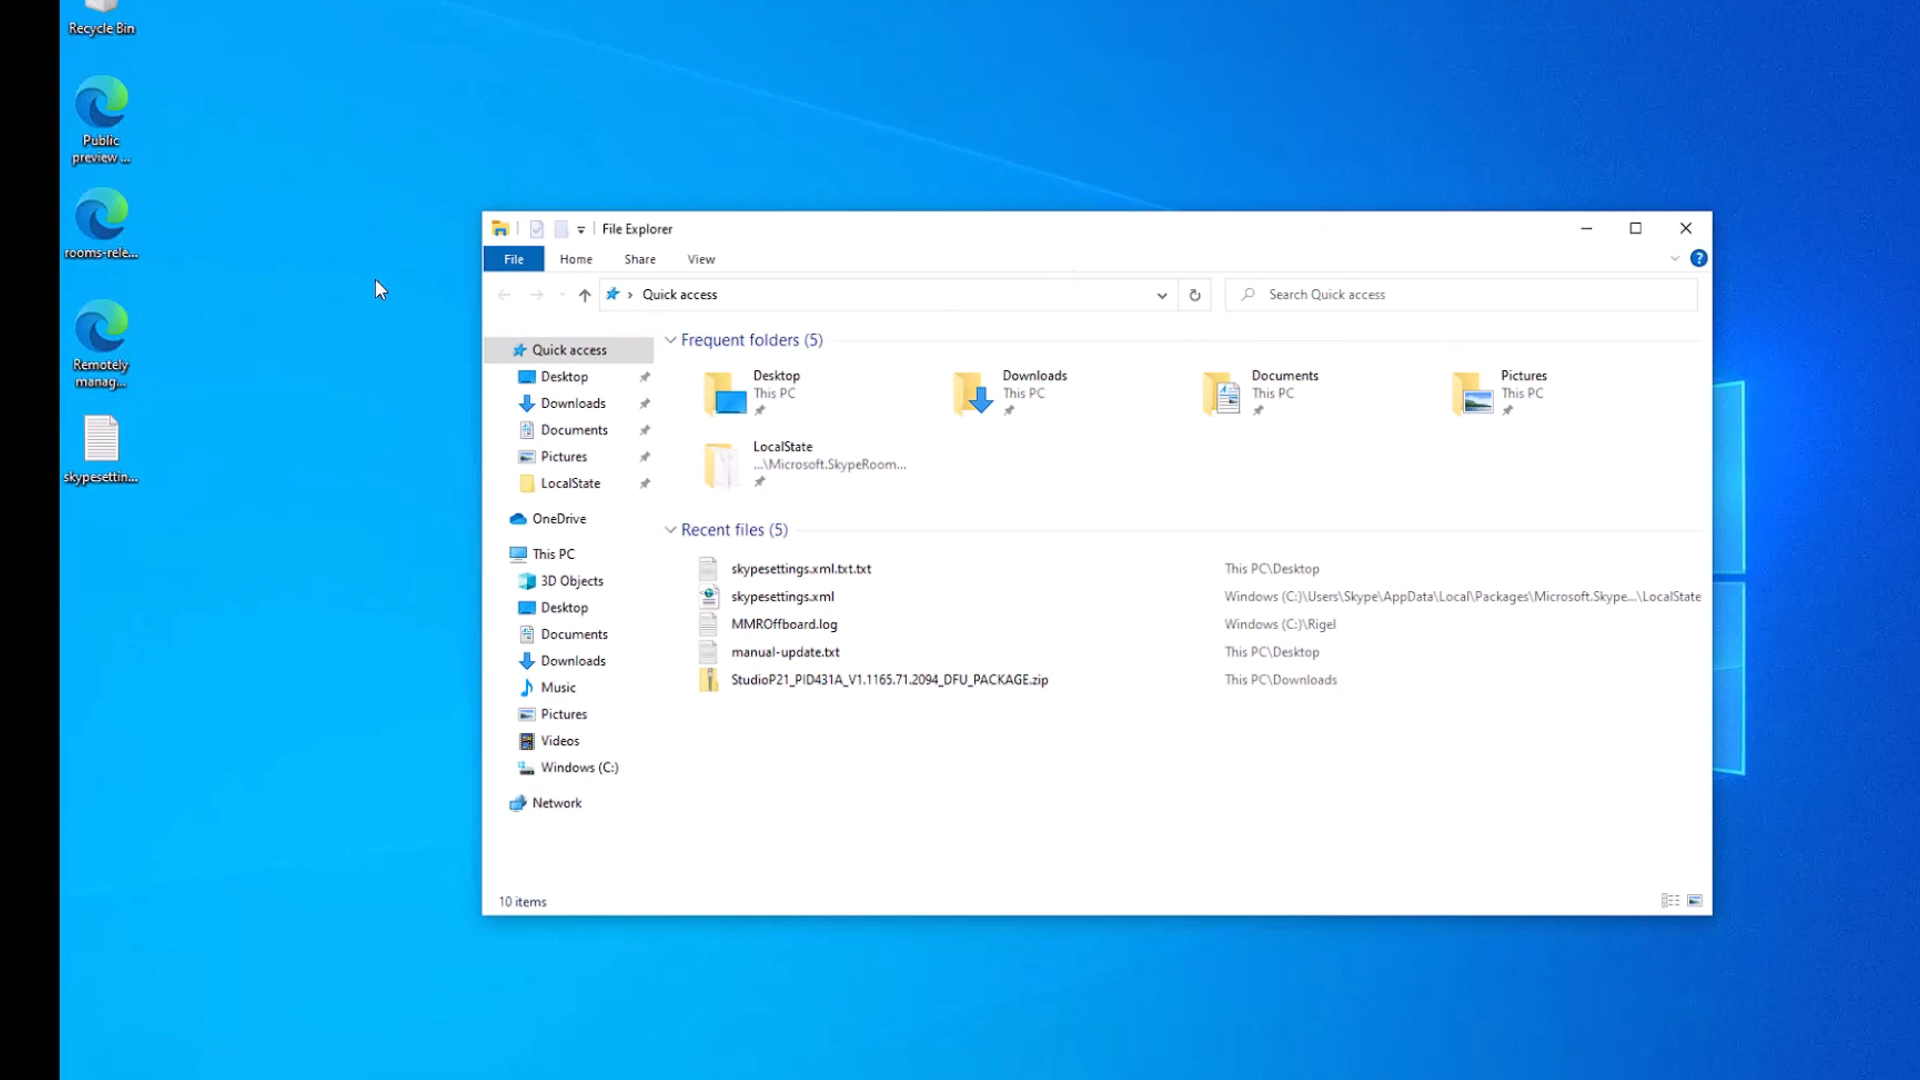 Recycle Bin
Public
preview ...
rooms-rele...
Remotely
manag...
skypesettin...
File Explorer
File
Home
Share
View
?
Quick access
Search Quick access
Quick access
Desktop
Downloads
Documents
Pictures
LocalState
OneDrive
This PC
3D Objects
Desktop
Documents
Downloads
Music
Pictures
Videos
Windows (C:)
Network
Frequent folders (5)
Desktop
This PC
Downloads
This PC
Documents
This PC
Pictures
This PC
LocalState
...\Microsoft.SkypeRoom...
Recent files (5)
skypesettings.xml.txt.txt This PC\Desktop
skypesettings.xml Windows (C:)\Users\Skype\AppData\Local\Packages\Microsoft.Skype...\LocalState
MMROffboard.log Windows (C:)\Rigel
manual-update.txt This PC\Desktop
StudioP21_PID431A_V1.1165.71.2094_DFU_PACKAGE.zip This PC\Downloads
10 items